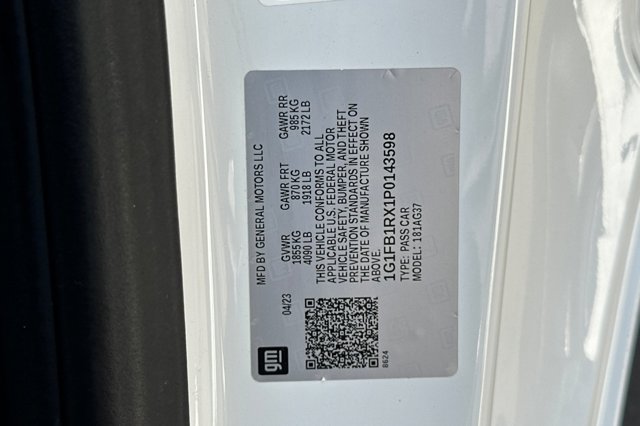 gm
MFD BY GENERAL MOTORS LLC
04/23 GVWR GAWR FRT GAWR RR
1855 KG 870 KG 985 KG
4090 LB 1918 LB 2172 LB
THIS VEHICLE CONFORMS TO ALL
APPLICABLE U.S. FEDERAL MOTOR
VEHICLE SAFETY, BUMPER, AND THEFT
PREVENTION STANDARDS IN EFFECT ON
THE DATE OF MANUFACTURE SHOWN
ABOVE.
1G1FB1RX1P0143598
TYPE: PASS CAR
8624 MODEL: 181AG37